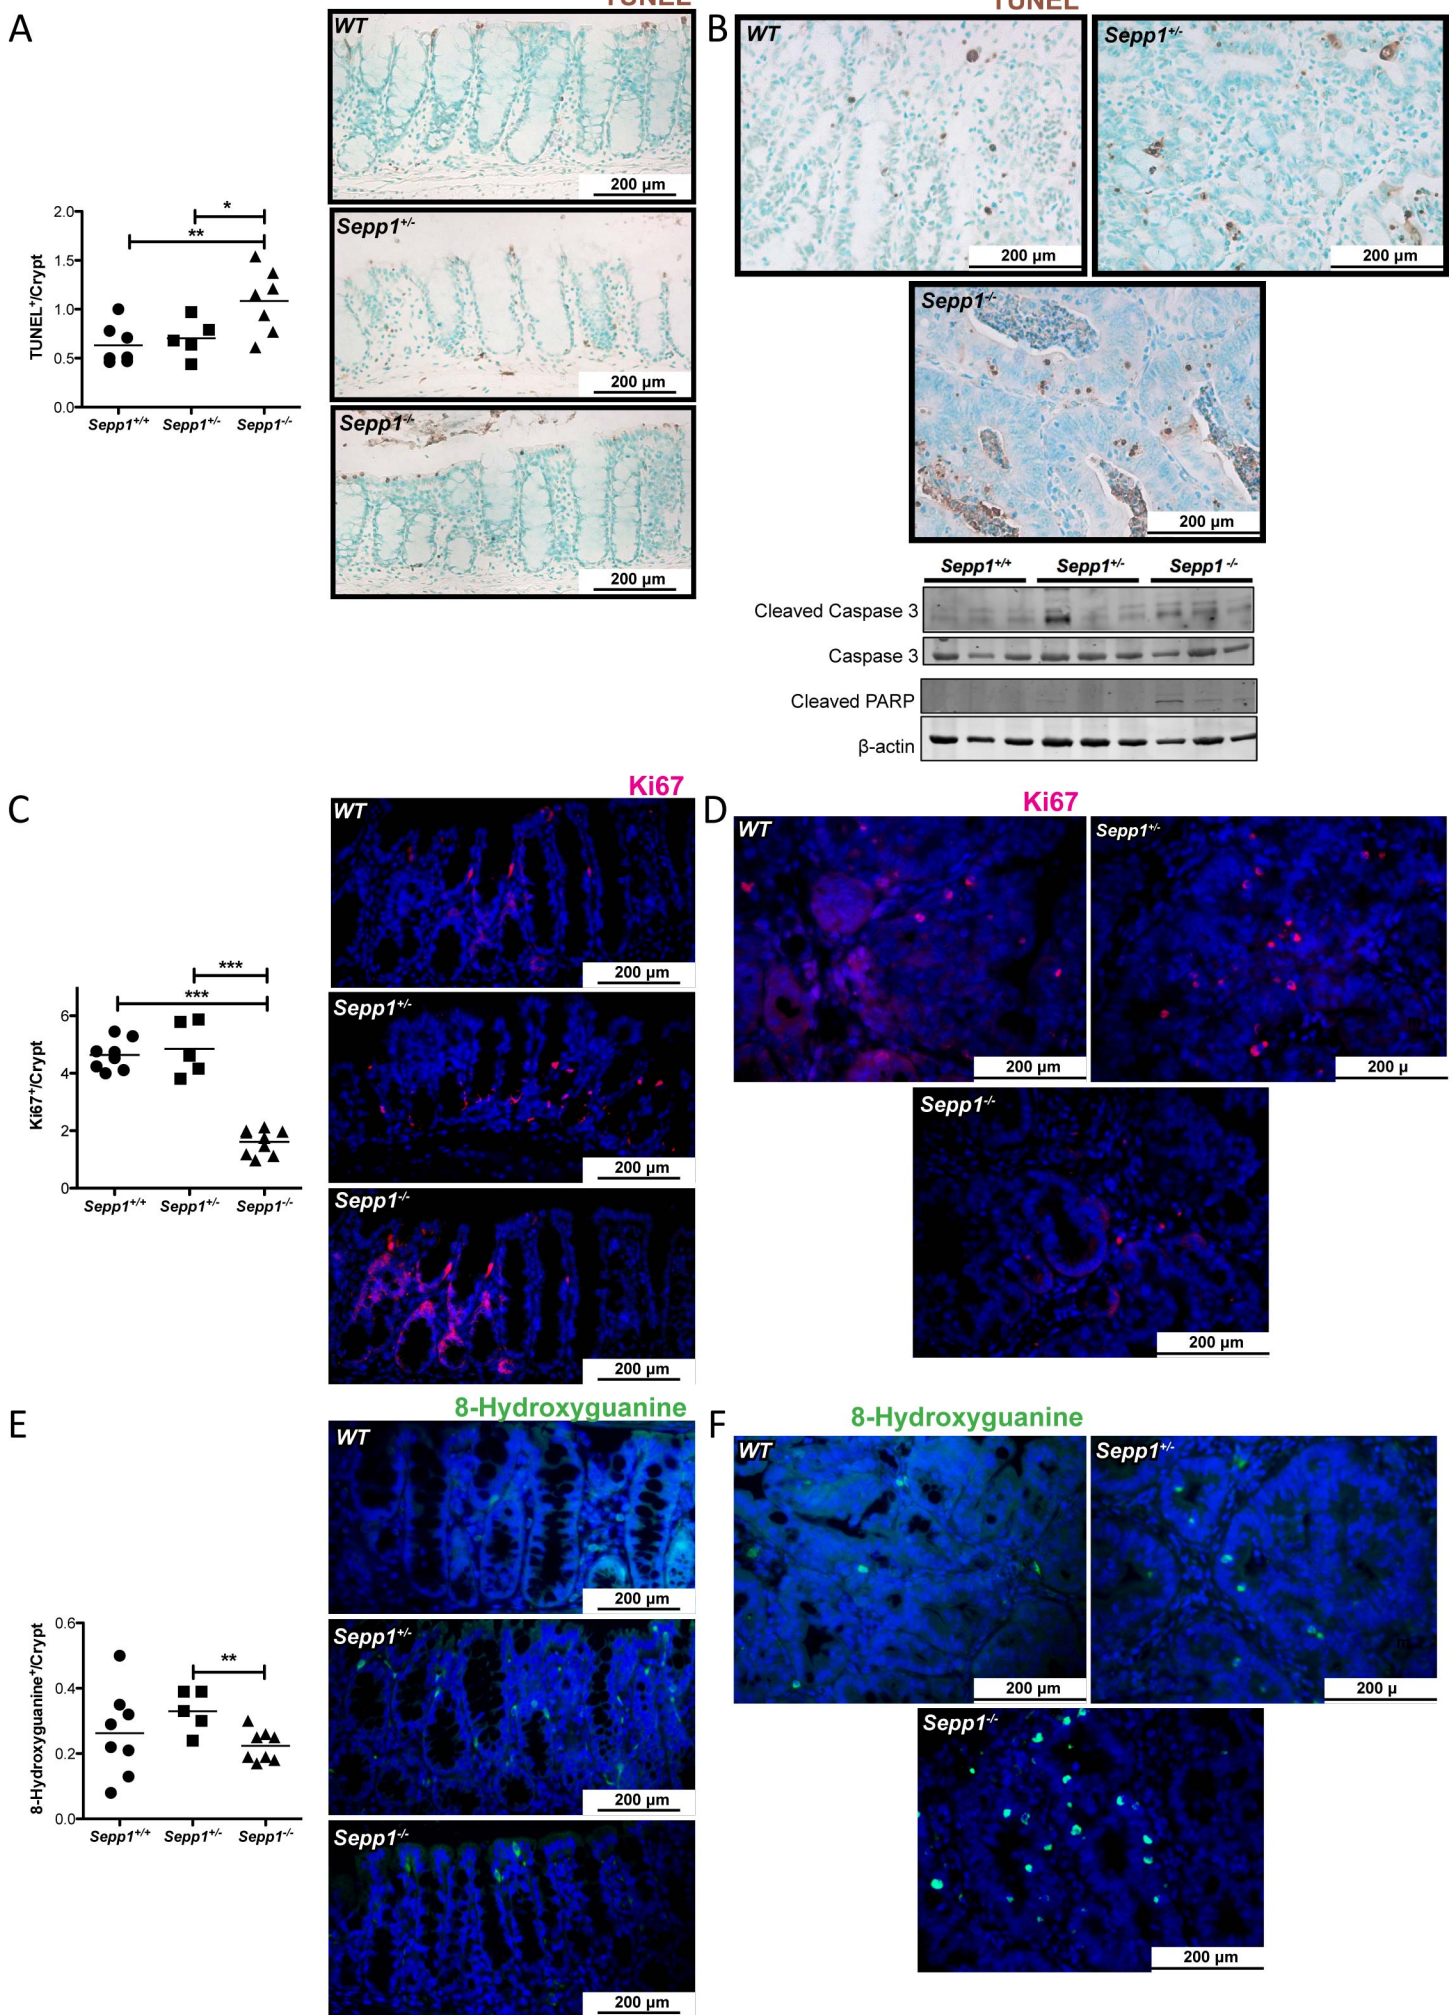 A
TUNEL
WT
200 µm
Sepp1+/-
200 µm
Sepp1-/-
200 µm
2.0
1.5
1.0
0.5
0.0
TUNEL+/Crypt
*
**
Sepp1+/+ Sepp1+/- Sepp1-/-
B
TUNEL
WT
200 µm
Sepp1+/-
200 µm
Sepp1-/-
200 µm
Sepp1+/+ Sepp1+/- Sepp1-/-
Cleaved Caspase 3
Caspase 3
Cleaved PARP
β-actin
C
Ki67
WT
200 µm
Sepp1+/-
200 µm
Sepp1-/-
200 µm
6
4
2
0
Ki67+/Crypt
***
***
Sepp1+/+ Sepp1+/- Sepp1-/-
D
Ki67
WT
200 µm
Sepp1+/-
200 µ
Sepp1-/-
200 µm
E
8-Hydroxyguanine
WT
200 µm
Sepp1+/-
200 µm
Sepp1-/-
200 µm
0.6
0.4
0.2
0.0
8-Hydroxyguanine+/Crypt
**
Sepp1+/+ Sepp1+/- Sepp1-/-
F
8-Hydroxyguanine
WT
200 µm
Sepp1+/-
200 µ
Sepp1-/-
200 µm